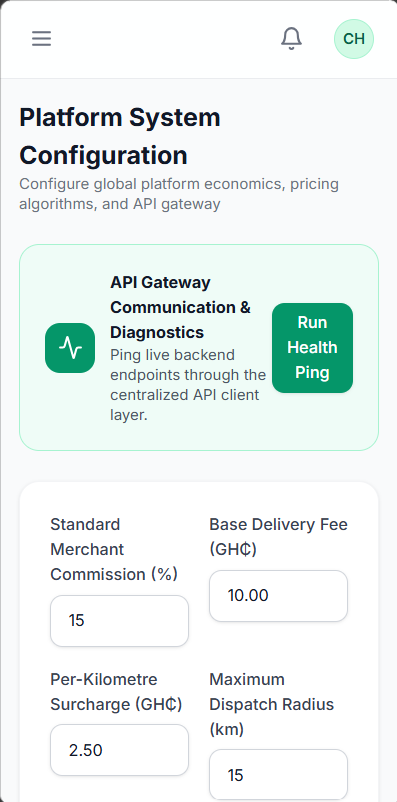 CH
Platform System
Configuration
Configure global platform economics, pricing
algorithms, and API gateway
API Gateway
Communication &
Diagnostics
Ping live backend
endpoints through the
centralized API client
layer.
Run
Health
Ping
Standard
Merchant
Commission (%)
15
Base Delivery Fee
(GH₵)
10.00
Per-Kilometre
Surcharge (GH₵)
2.50
Maximum
Dispatch Radius
(km)
15